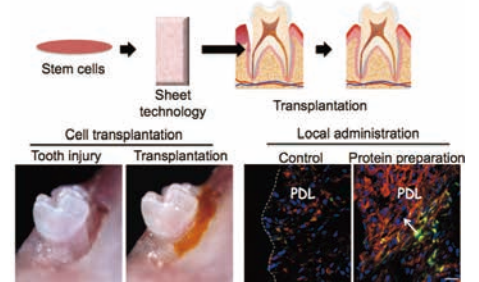 Stem cells
Sheet
technology
Transplantation
Cell transplantation
Local administration
Tooth injury
Transplantation
Control
Protein preparation
PDL
PDL